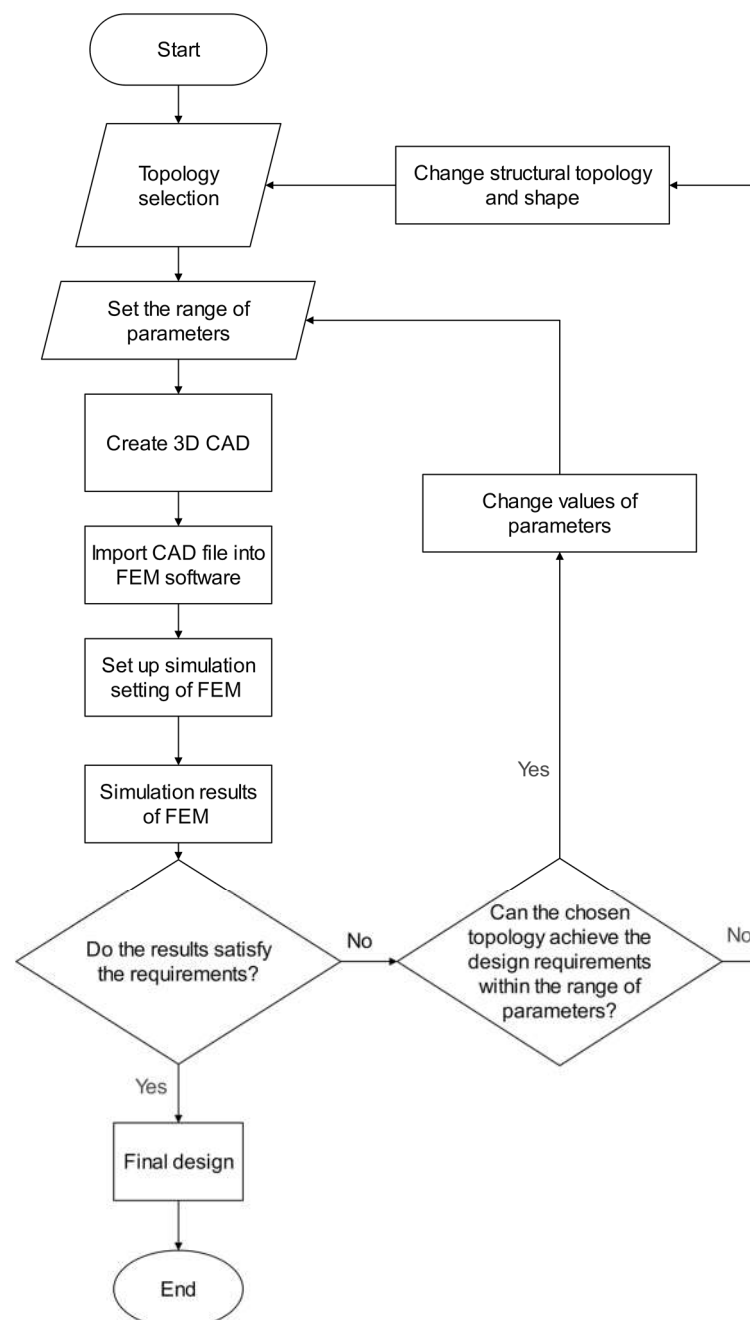 Start
Topology
selection
Change structural topology
and shape
Set the range of
parameters
Create 3D CAD
Change values of
parameters
Import CAD file into
FEM software
Set up simulation
setting of FEM
Yes
Simulation results
of FEM
Do the results satisfy
the requirements?
No
Can the chosen
topology achieve the
design requirements
within the range of
parameters?
No
Yes
Final design
End